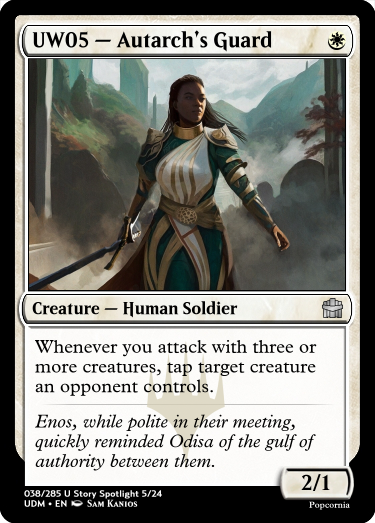 UW05 — Autarch's Guard
Creature — Human Soldier
Whenever you attack with three or
more creatures, tap target creature
an opponent controls.
Enos, while polite in their meeting,
quickly reminded Odisa of the gulf of
authority between them.
2/1
038/285 U Story Spotlight 5/24
UDM • EN Sam Kanios
Popcornia